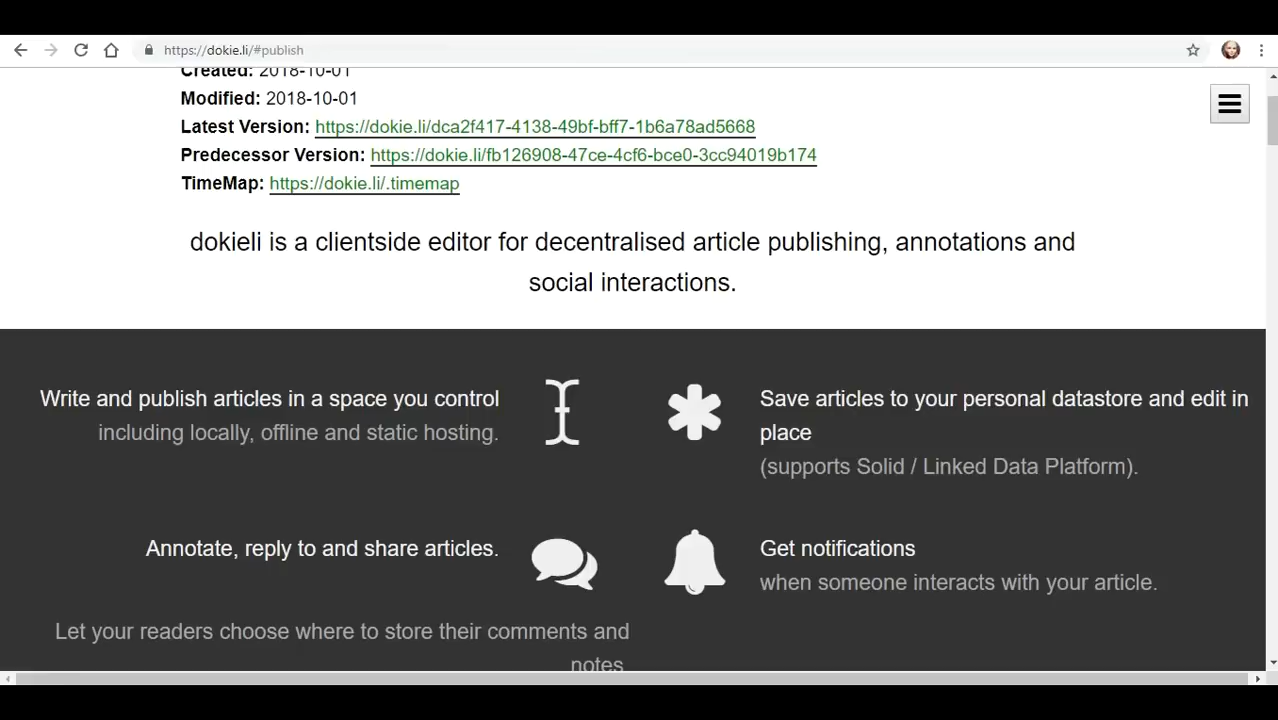 https://dokie.li/#publish
Created: 2018-10-01
Modified: 2018-10-01
Latest Version: https://dokie.li/dca2f417-4138-49bf-bff7-1b6a78ad5668
Predecessor Version: https://dokie.li/fb126908-47ce-4cf6-bce0-3cc94019b174
TimeMap: https://dokie.li/.timemap
dokieli is a clientside editor for decentralised article publishing, annotations and
social interactions.
Write and publish articles in a space you control
including locally, offline and static hosting.
Save articles to your personal datastore and edit in
place
(supports Solid / Linked Data Platform).
Annotate, reply to and share articles.
Let your readers choose where to store their comments and
notes.
Get notifications
when someone interacts with your article.